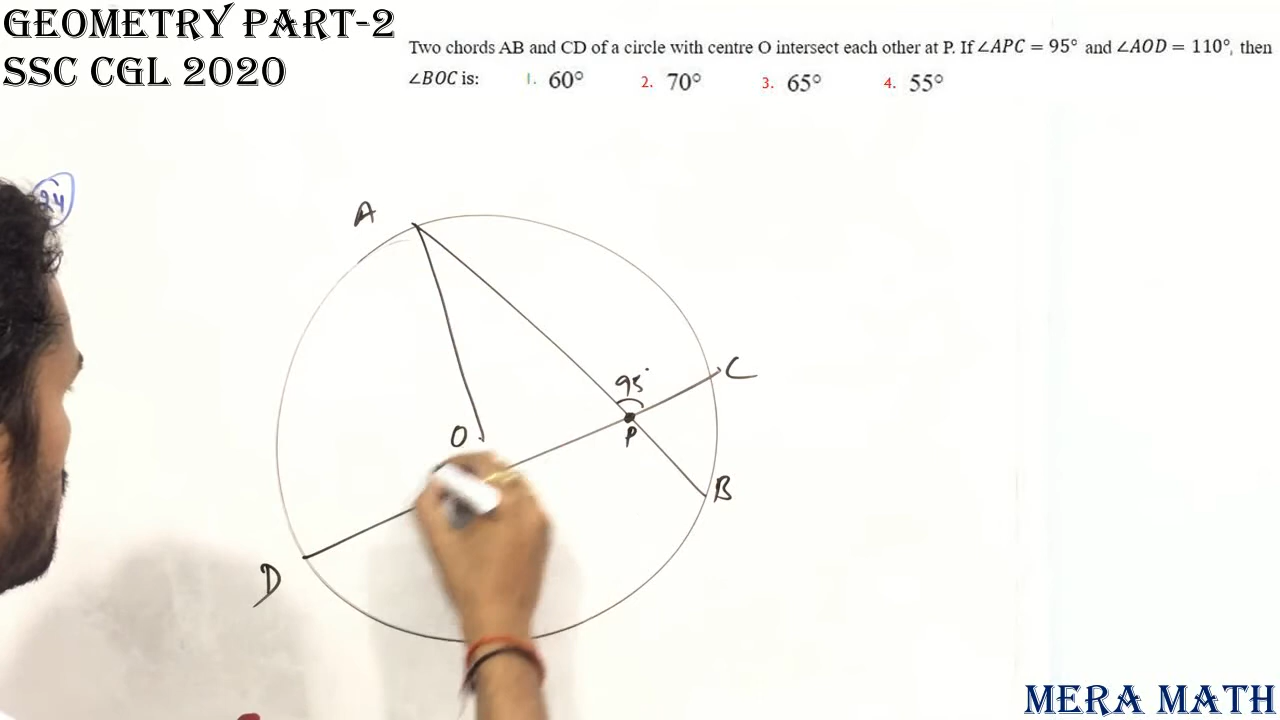 GEOMETRY PART-2
SSC CGL 2020
Two chords AB and CD of a circle with centre O intersect each other at P. If ∠APC = 95° and ∠AOD = 110°, then
∠BOC is: 1. 60° 2. 70° 3. 65° 4. 55°
24
A
95°
C
O
P
B
D
MERA MATH